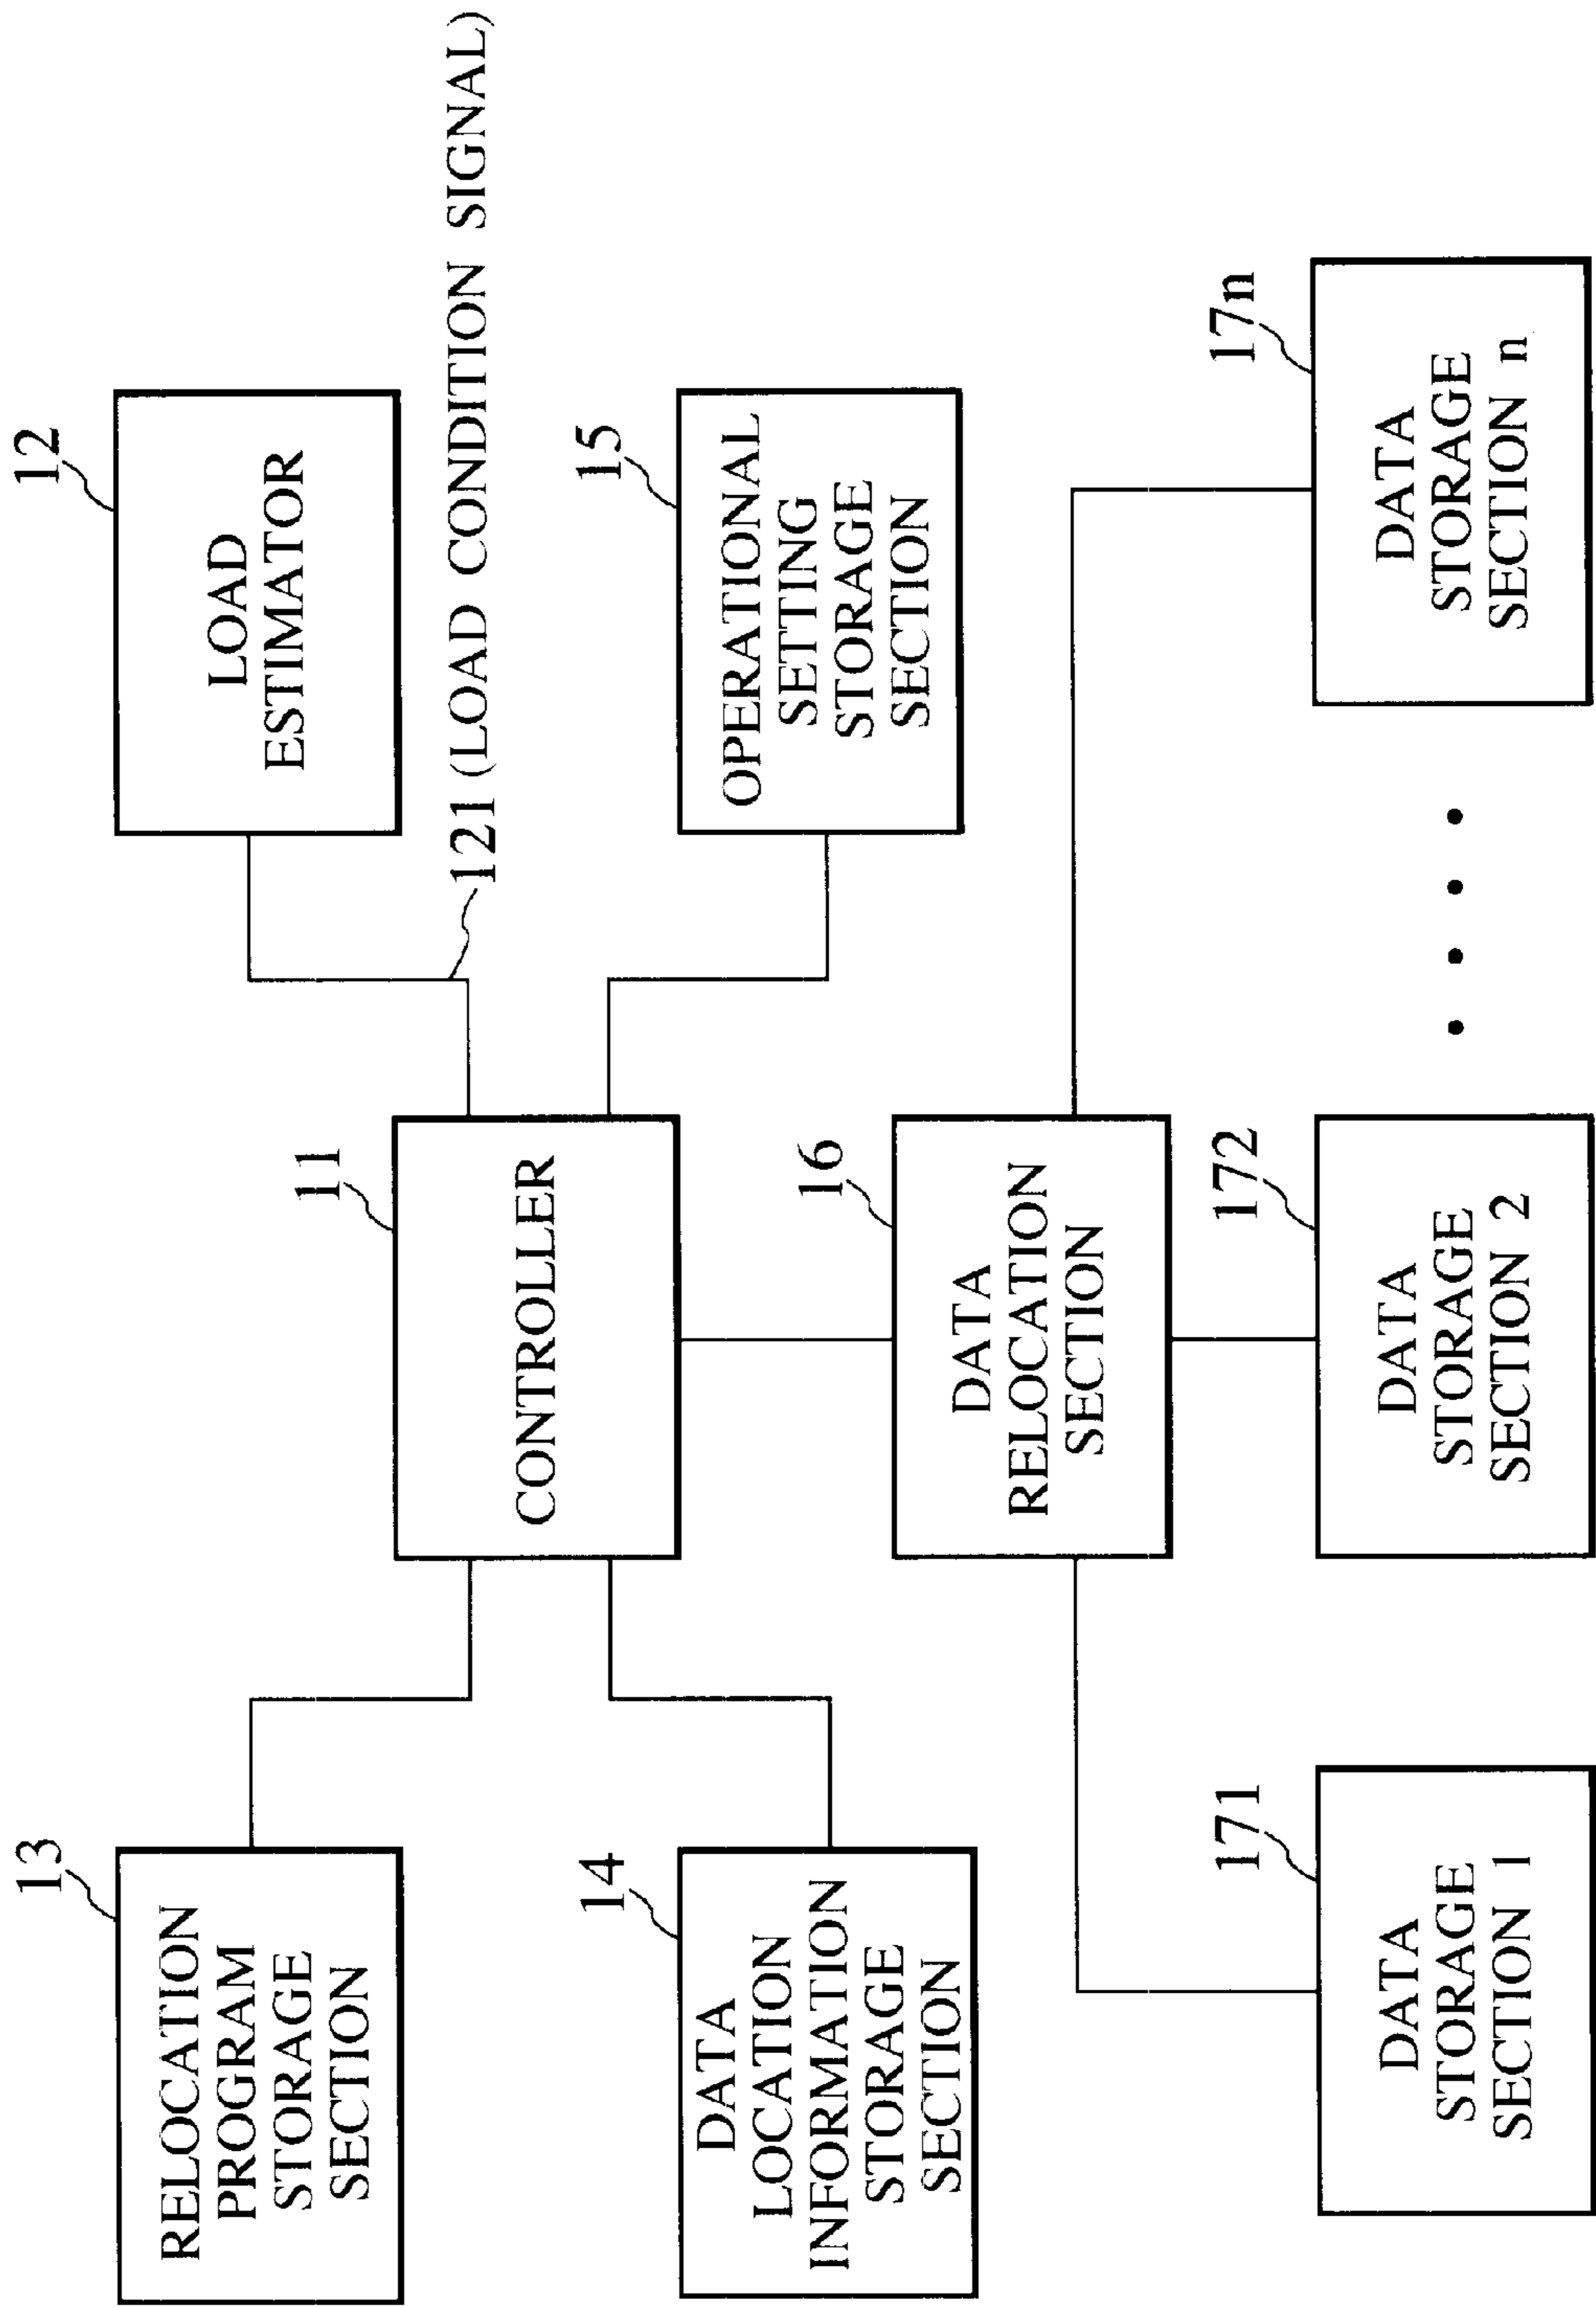 13
RELOCATION
PROGRAM
STORAGE
SECTION
12
LOAD
ESTIMATOR
11
CONTROLLER
121 (LOAD CONDITION SIGNAL)
14
DATA
LOCATION
INFORMATION
STORAGE
SECTION
15
OPERATIONAL
SETTING
STORAGE
SECTION
16
DATA
RELOCATION
SECTION
171
DATA
STORAGE
SECTION 1
172
DATA
STORAGE
SECTION 2
17n
DATA
STORAGE
SECTION n